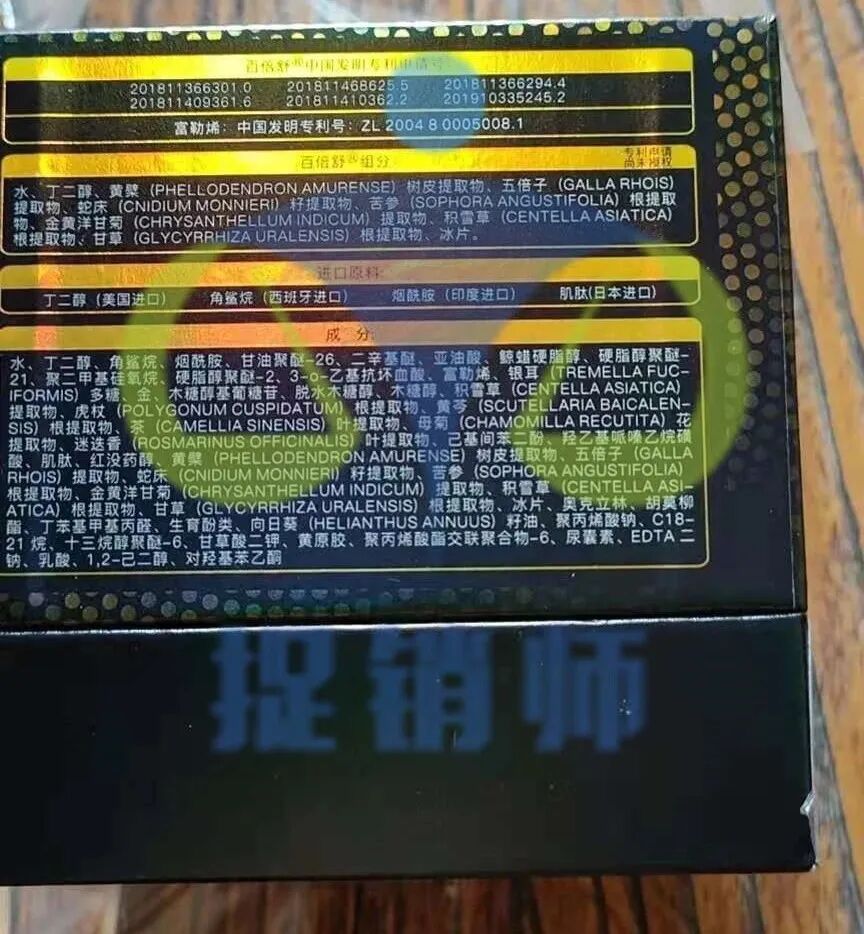 百倍舒®中国发明专利申请号
201811366301.0 201811468625.5 201811366294.4
201811409361.6 201811410362.2 201910335245.2
富勒烯：中国发明专利号：ZL 2004 8 0005008.1
百倍舒®组分
专利申请
尚未授权
水、丁二醇、黄檗（PHELLODENDRON AMURENSE）树皮提取物、五倍子（GALLA RHOIS）
提取物、蛇床（CNIDIUM MONNIERI）籽提取物、苦参（SOPHORA ANGUSTIFOLIA）根提取
物、金黄洋甘菊（CHRYSANTHELLUM INDICUM）提取物、积雪草（CENTELLA ASIATICA）
根提取物、甘草（GLYCYRRHIZA URALENSIS）根提取物、冰片。
进口原料
丁二醇（美国进口） 角鲨烷（西班牙进口） 烟酰胺（印度进口） 肌肽(日本进口)
成 分
水、丁二醇、角鲨烷、烟酰胺、甘油聚醚-26、二辛基醚、亚油酸、鲸蜡硬脂醇、硬脂醇聚醚-
21、聚二甲基硅氧烷、硬脂醇聚醚-2、3-o-乙基抗坏血酸、富勒烯、银耳（TREMELLA FUC-
IFORMIS）多糖、金、木糖醇基葡糖苷、脱水木糖醇、木糖醇、积雪草（CENTELLA ASIATICA）
提取物、虎杖（POLYGONUM CUSPIDATUM）根提取物、黄芩（SCUTELLARIA BAICALEN-
SIS）根提取物、茶（CAMELLIA SINENSIS）叶提取物、母菊（CHAMOMILLA RECUTITA）花
提取物、迷迭香（ROSMARINUS OFFICINALIS）叶提取物、己基间苯二酚、羟乙基哌嗪乙烷磺
酸、肌肽、红没药醇、黄檗（PHELLODENDRON AMURENSE）树皮提取物、五倍子（GALLA
RHOIS）提取物、蛇床（CNIDIUM MONNIERI）籽提取物、苦参（SOPHORA ANGUSTIFOLIA）
根提取物、金黄洋甘菊（CHRYSANTHELLUM INDICUM）提取物、积雪草（CENTELLA ASI-
ATICA）根提取物、甘草（GLYCYRRHIZA URALENSIS）根提取物、冰片、奥克立林、胡莫柳
酯、丁苯基甲基丙醛、生育酚类、向日葵（HELIANTHUS ANNUUS）籽油、聚丙烯酸钠、C18-
21 烷、十三烷醇聚醚-6、甘草酸二钾、黄原胶、聚丙烯酸酯交联聚合物-6、尿囊素、EDTA 二
钠、乳酸、1,2-己二醇、对羟基苯乙酮
捉销师